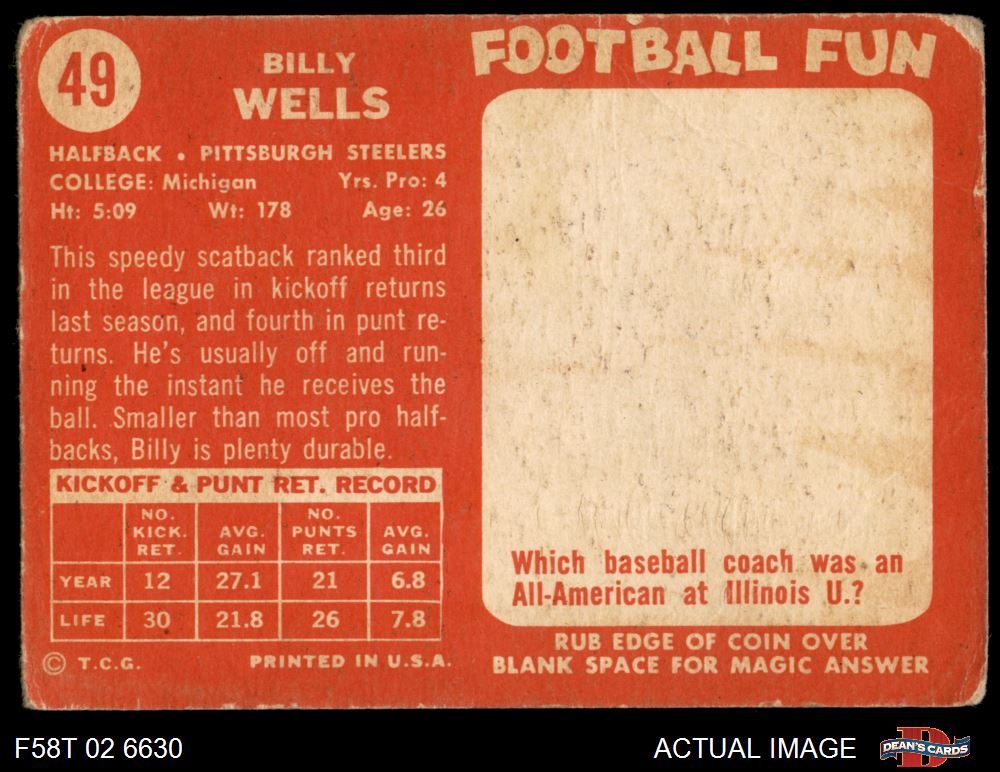 49
BILLY
WELLS
HALFBACK • PITTSBURGH STEELERS
COLLEGE: Michigan Yrs. Pro: 4
Ht: 5:09 Wt: 178 Age: 26
This speedy scatback ranked third
in the league in kickoff returns
last season, and fourth in punt re-
turns. He's usually off and run-
ning the instant he receives the
ball. Smaller than most pro half-
backs, Billy is plenty durable.
KICKOFF & PUNT RET. RECORD
NO. KICK. RET. AVG. GAIN NO. PUNTS RET. AVG. GAIN
YEAR 12 27.1 21 6.8
LIFE 30 21.8 26 7.8
© T.C.G. PRINTED IN U.S.A.
FOOTBALL FUN
Which baseball coach was an
All-American at Illinois U.?
RUB EDGE OF COIN OVER
BLANK SPACE FOR MAGIC ANSWER
F58T 02 6630 ACTUAL IMAGE DEAN'S CARDS